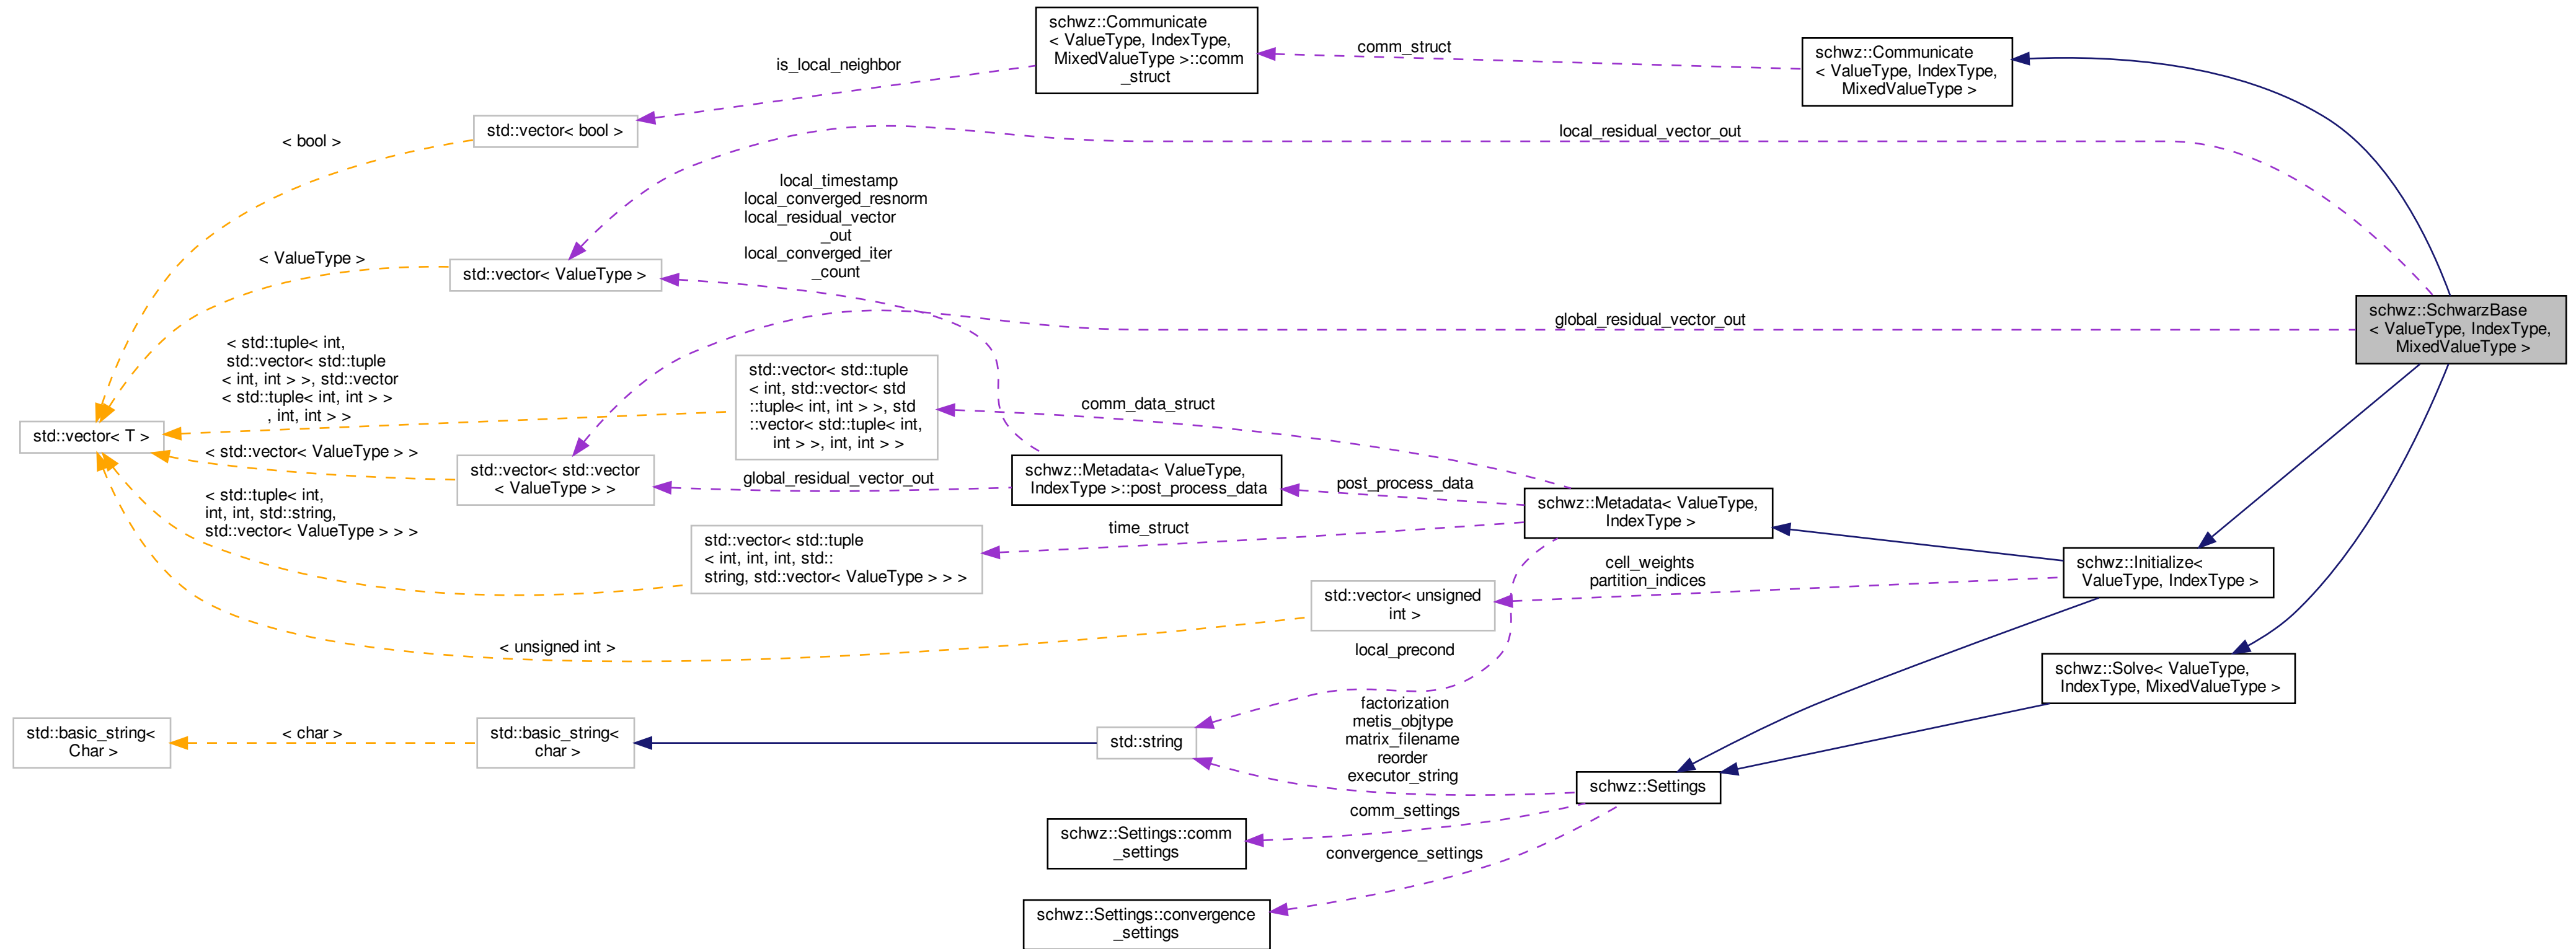 schwz::Communicate
< ValueType, IndexType,
MixedValueType >::comm
_struct
comm_struct
schwz::Communicate
< ValueType, IndexType,
MixedValueType >
is_local_neighbor
std::vector< bool >
< bool >
local_residual_vector_out
local_timestamp
local_converged_resnorm
local_residual_vector
_out
local_converged_iter
_count
< ValueType >
std::vector< ValueType >
global_residual_vector_out
schwz::SchwarzBase
< ValueType, IndexType,
MixedValueType >
< std::tuple< int,
std::vector< std::tuple
< int, int > >, std::vector
< std::tuple< int, int > >
, int, int > >
std::vector< std::tuple
< int, std::vector< std
::tuple< int, int > >, std
::vector< std::tuple< int,
int > >, int, int > >
comm_data_struct
std::vector< T >
< std::vector< ValueType > >
std::vector< std::vector
< ValueType > >
global_residual_vector_out
schwz::Metadata< ValueType,
IndexType >::post_process_data
post_process_data
schwz::Metadata< ValueType,
IndexType >
< std::tuple< int,
int, int, std::string,
std::vector< ValueType > > >
std::vector< std::tuple
< int, int, int, std::
string, std::vector< ValueType > > >
time_struct
cell_weights
partition_indices
schwz::Initialize<
ValueType, IndexType >
std::vector< unsigned
int >
< unsigned int >
local_precond
schwz::Solve< ValueType,
IndexType, MixedValueType >
std::basic_string<
Char >
< char >
std::basic_string<
char >
std::string
factorization
metis_objtype
matrix_filename
reorder
executor_string
schwz::Settings
comm_settings
schwz::Settings::comm
_settings
convergence_settings
schwz::Settings::convergence
_settings